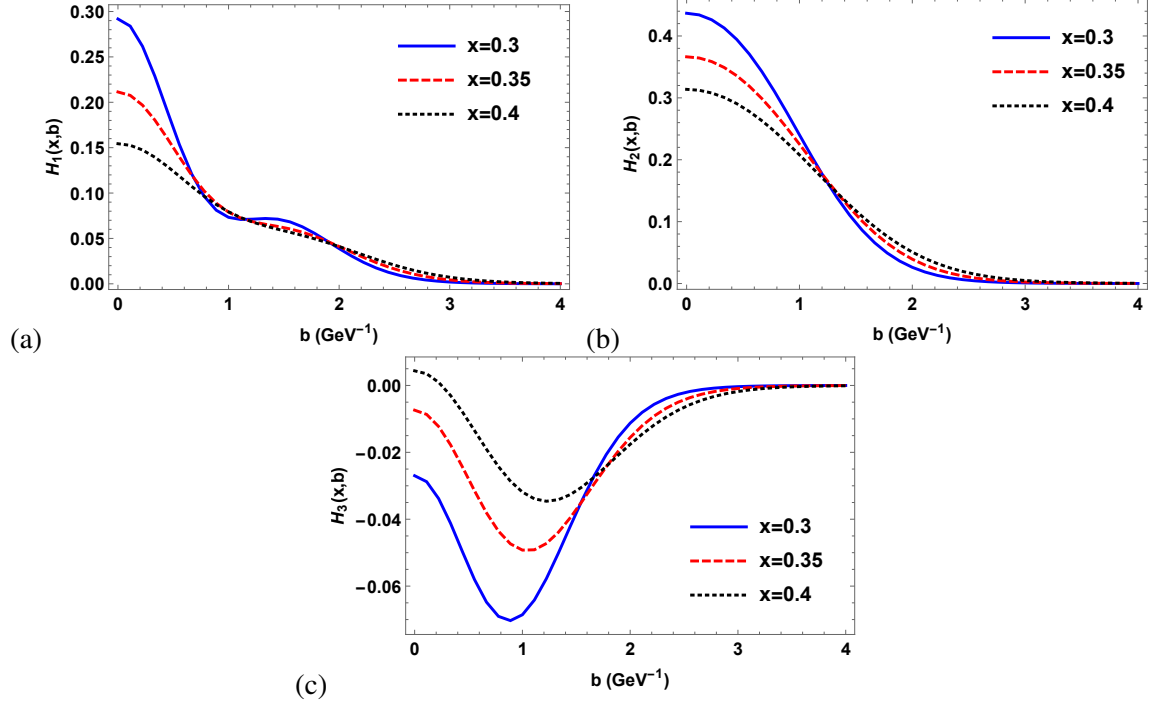 0.30
0.25
0.20
0.15
0.10
0.05
0.00
H₁(x,b)
x=0.3
x=0.35
x=0.4
0 1 2 3 4
b (GeV⁻¹)
(a)
0.4
0.3
0.2
0.1
0.0
H₂(x,b)
x=0.3
x=0.35
x=0.4
0 1 2 3 4
b (GeV⁻¹)
(b)
0.00
−0.02
−0.04
−0.06
H₃(x,b)
x=0.3
x=0.35
x=0.4
0 1 2 3 4
b (GeV⁻¹)
(c)